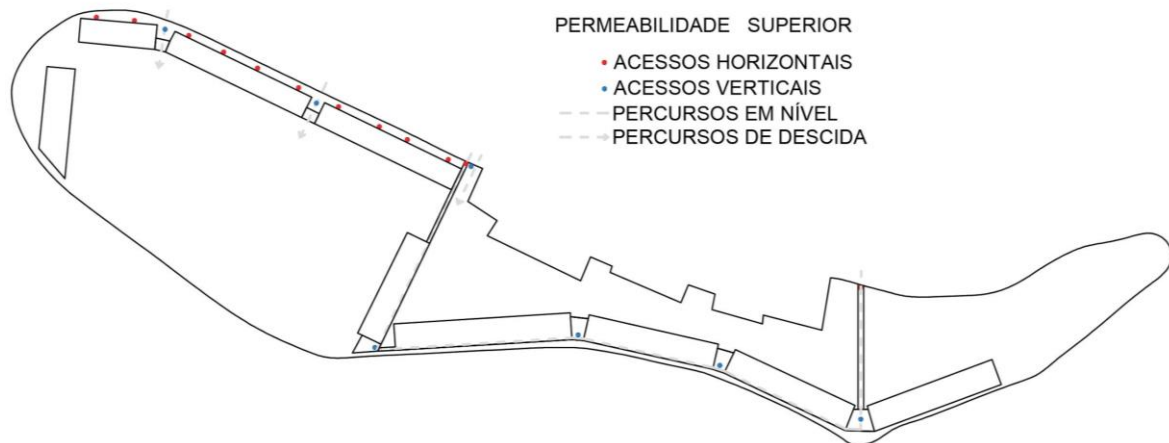 PERMEABILIDADE SUPERIOR
ACESSOS HORIZONTAIS
ACESSOS VERTICAIS
PERCURSOS EM NÍVEL
PERCURSOS DE DESCIDA